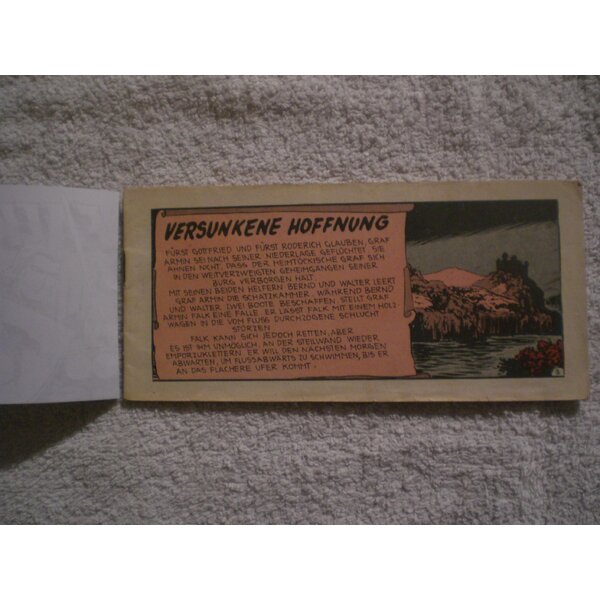 VERSUNKENE HOFFNUNG
FÜRST GOTTFRIED UND FÜRST RODERICH GLAUBEN, GRAF
ARMIN SEI NACH SEINER NIEDERLAGE GEFLÜCHTET. SIE
AHNEN NICHT, DASS DER HEIMTÜCKISCHE GRAF SICH
IN DEN WEITVERZWEIGTEN GEHEIMGÄNGEN SEINER
BURG VERBORGEN HÄLT.
MIT SEINEN BEIDEN HELFERN BERND UND WALTER LEERT
GRAF ARMIN DIE SCHATZKAMMER. WÄHREND BERND
UND WALTER ZWEI BOOTE BESCHAFFEN, STELLT GRAF
ARMIN FALK EINE FALLE. ER LÄSST FALK MIT EINEM HOLZ-
WAGEN IN DIE VOM FLUSS DURCHZOGENE SCHLUCHT
STÜRZEN.
FALK KANN SICH JEDOCH RETTEN, ABER
ES IST IHM UNMÖGLICH, AN DER STEILWAND WIEDER
EMPORZUKLETTERN. ER WILL DEN NÄCHSTEN MORGEN
ABWARTEN, UM FLUSSABWÄRTS ZU SCHWIMMEN, BIS ER
AN DAS FLACHERE UFER KOMMT.